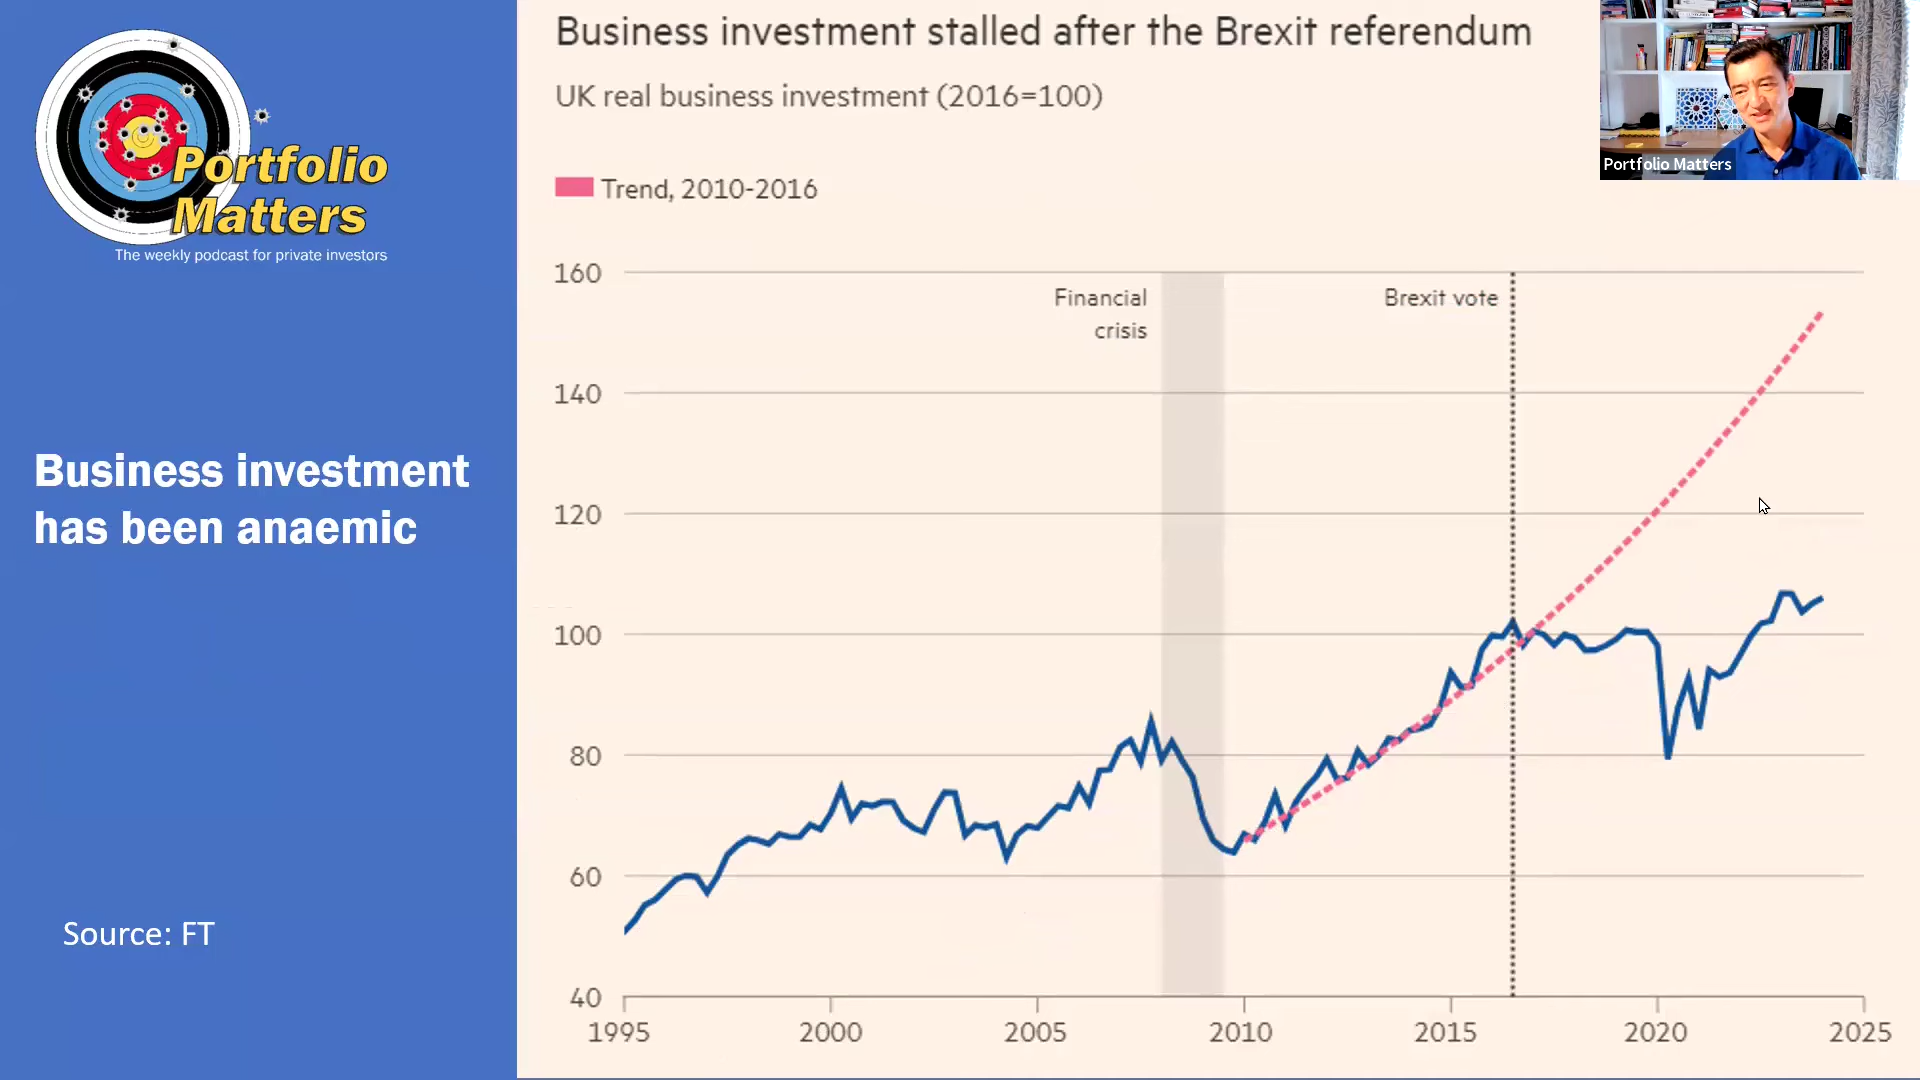 Portfolio
Matters
The weekly podcast for private investors
Business investment
has been anaemic
Source: FT
Business investment stalled after the Brexit referendum
UK real business investment (2016=100)
Trend, 2010-2016
160
140
120
100
80
60
40
Financial
crisis
Brexit vote
1995
2000
2005
2010
2015
2020
2025
Portfolio Matters